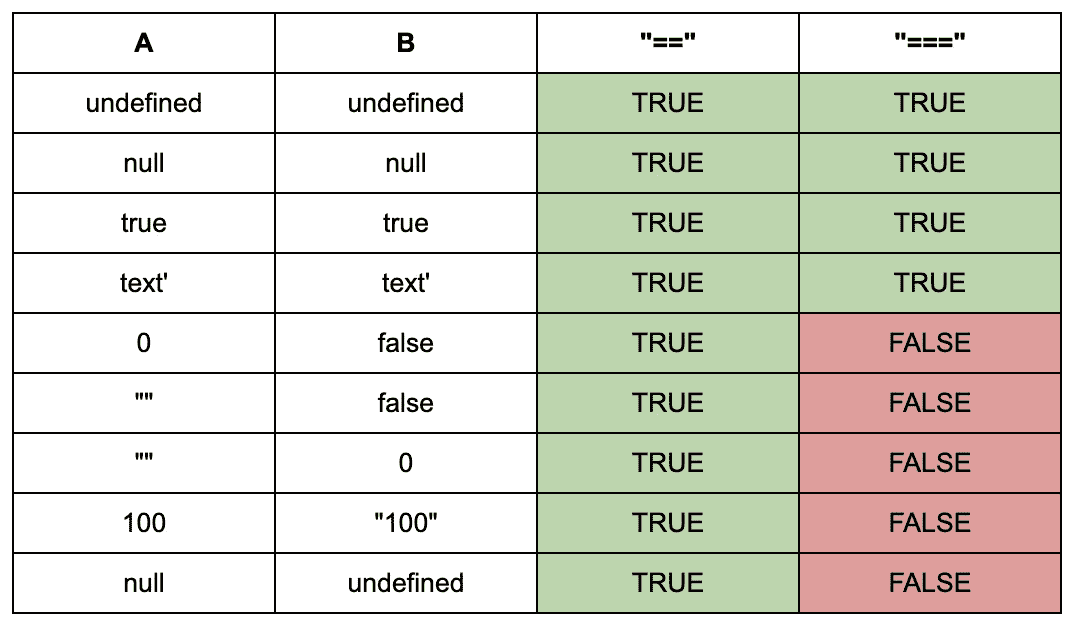 A B "==" "==="
undefined undefined TRUE TRUE
null null TRUE TRUE
true true TRUE TRUE
text' text' TRUE TRUE
0 false TRUE FALSE
"" false TRUE FALSE
"" 0 TRUE FALSE
100 "100" TRUE FALSE
null undefined TRUE FALSE